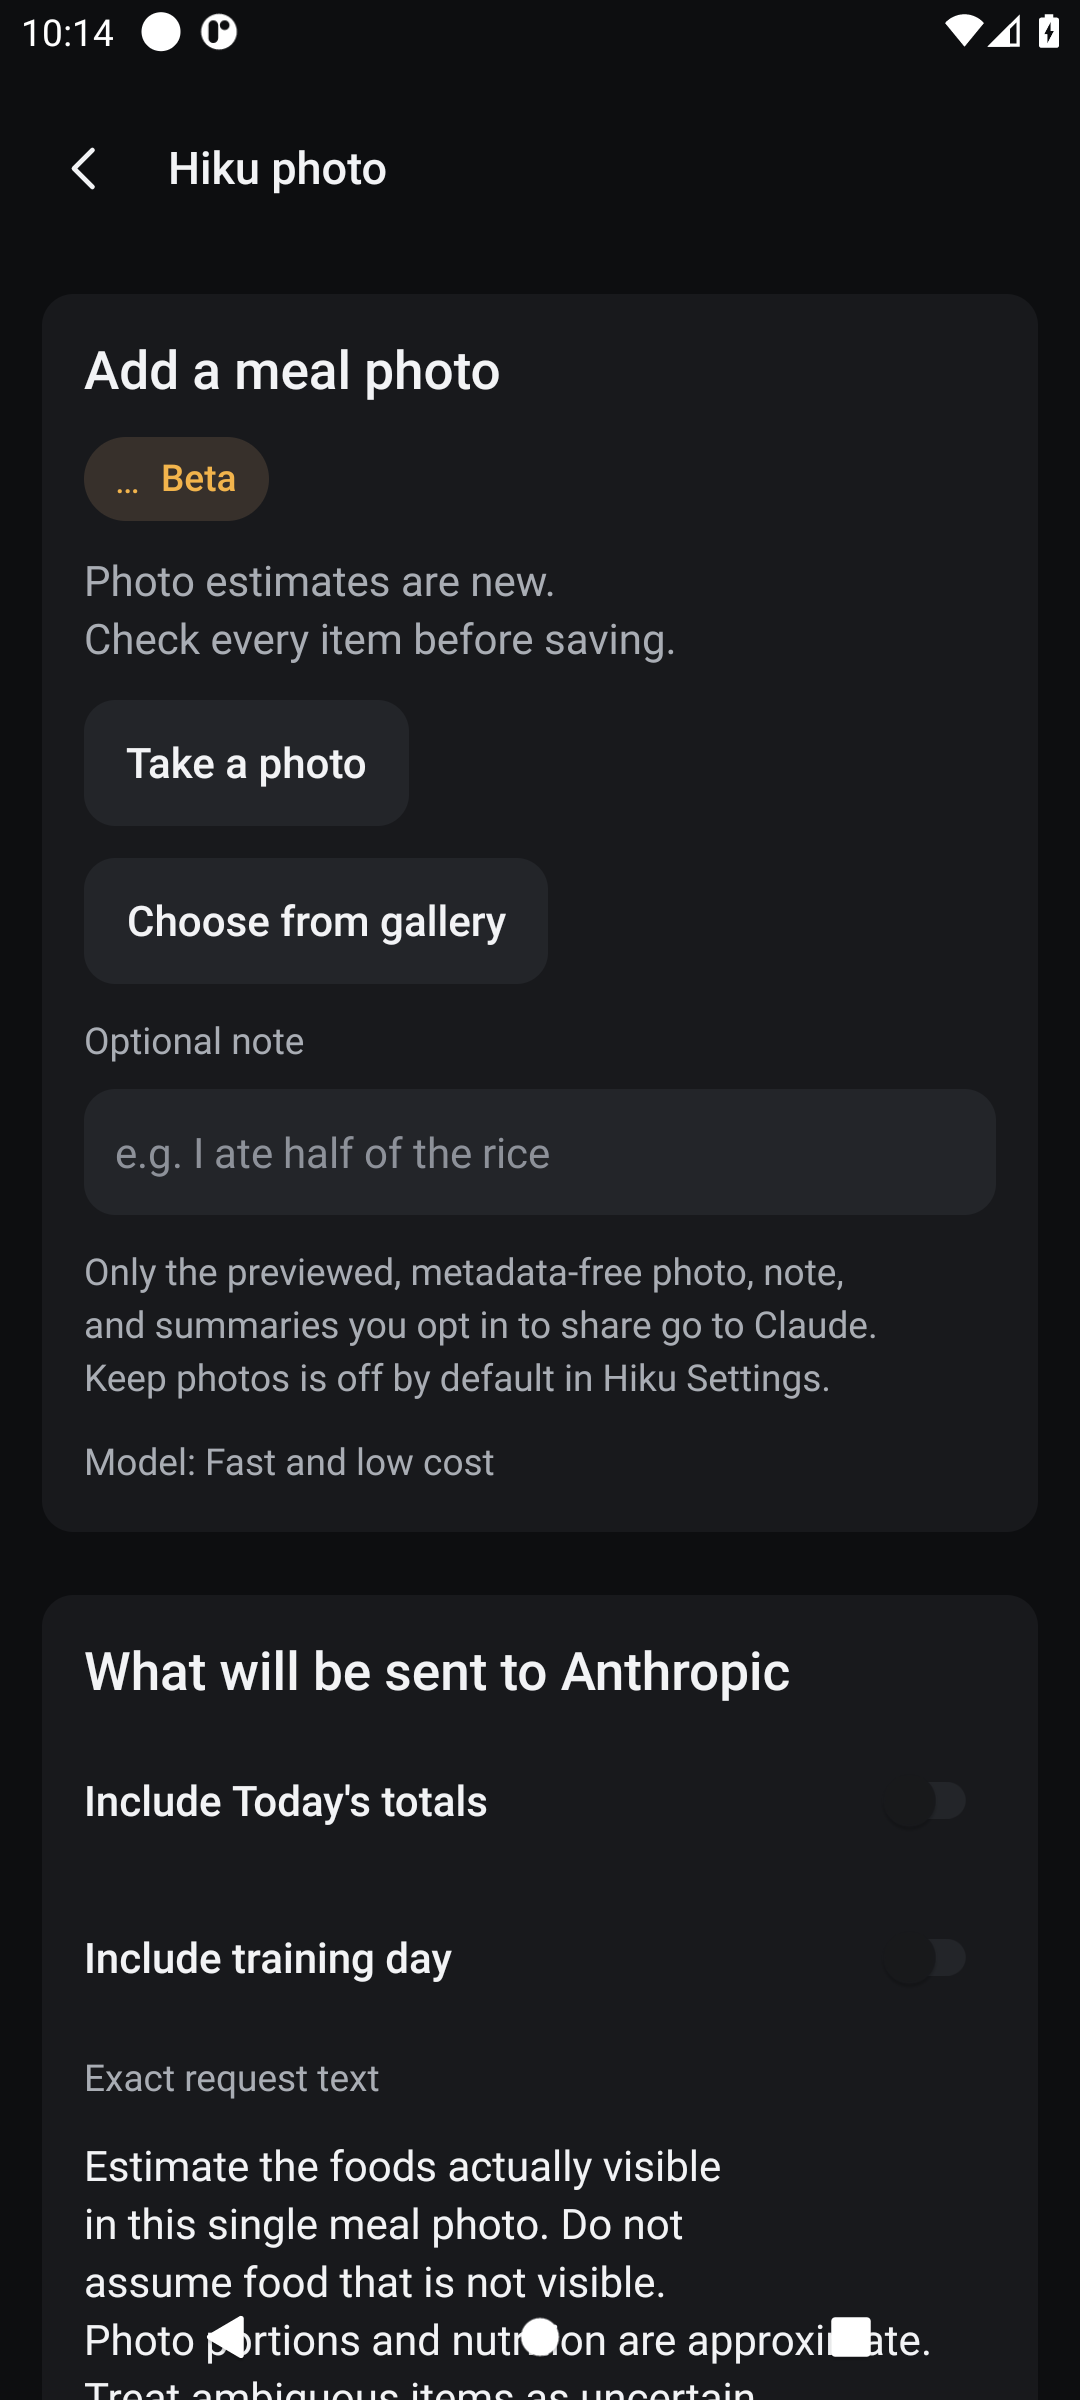 10:14
Hiku photo
Add a meal photo
... Beta
Photo estimates are new.
Check every item before saving.
Take a photo
Choose from gallery
Optional note
e.g. I ate half of the rice
Only the previewed, metadata-free photo, note,
and summaries you opt in to share go to Claude.
Keep photos is off by default in Hiku Settings.
Model: Fast and low cost
What will be sent to Anthropic
Include Today's totals
Include training day
Exact request text
Estimate the foods actually visible
in this single meal photo. Do not
assume food that is not visible.
Photo portions and nutrition are approximate.
Treat ambiguous items as uncertain